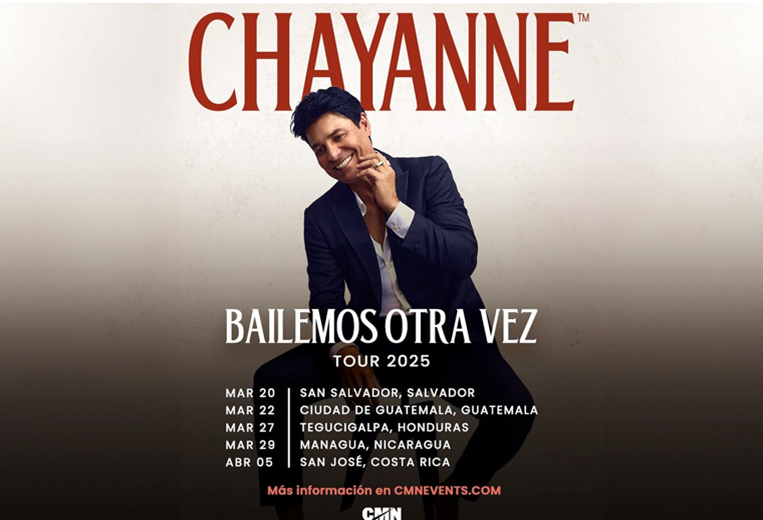 CHAYANNE™
BAILEMOS OTRA VEZ
TOUR 2025
MAR 20 SAN SALVADOR, SALVADOR
MAR 22 CIUDAD DE GUATEMALA, GUATEMALA
MAR 27 TEGUCIGALPA, HONDURAS
MAR 29 MANAGUA, NICARAGUA
ABR 05 SAN JOSÉ, COSTA RICA
Más información en CMNEVENTS.COM
CMN